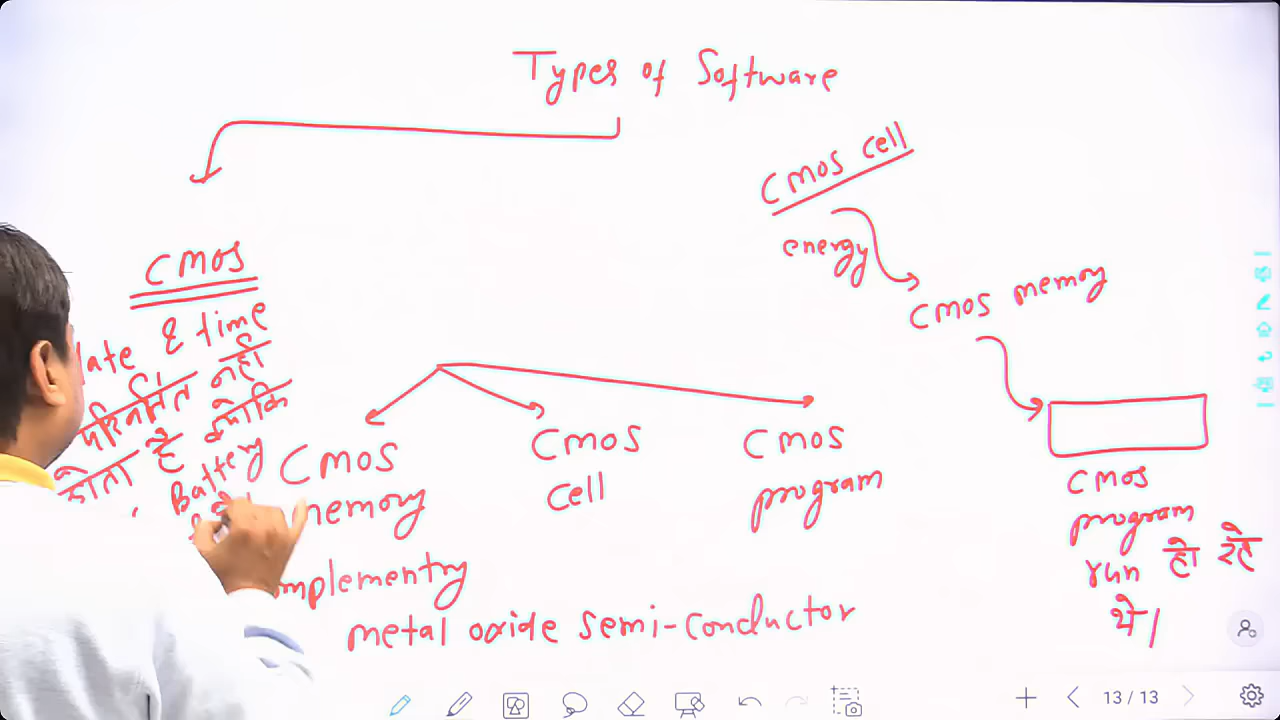 Types of Software
CMOS cell
energy
CMOS memory
CMOS
program
run हो रहे
थे।
CMOS
ate & time
परिवर्तित नहीं
होता है क्योंकि
Battery
CMOS
memory
CMOS
cell
CMOS
program
mplementry
metal oxide semi-conductor
13 / 13